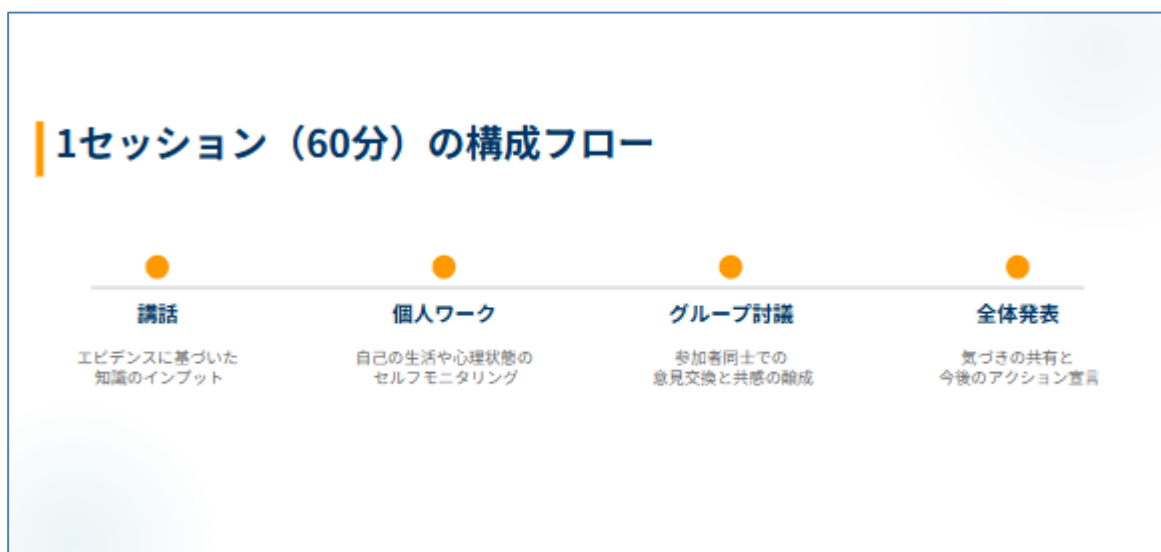 1セッション（60分）の構成フロー
講話
エビデンスに基づいた
知識のインプット
個人ワーク
自己の生活や心理状態の
セルフモニタリング
グループ討議
参加者同士での
意見交換と共感の醸成
全体発表
気づきの共有と
今後のアクション宣言